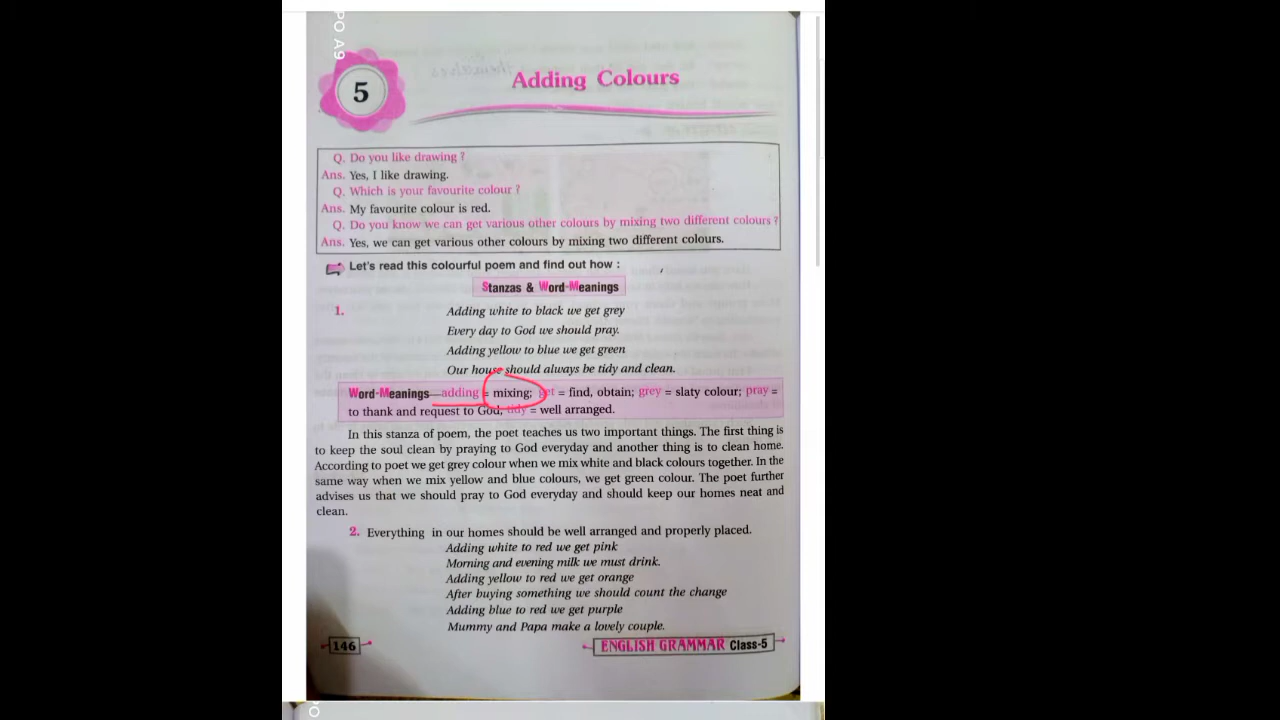 PO A9
5
Adding Colours
Q. Do you like drawing ?
Ans. Yes, I like drawing.
Q. Which is your favourite colour ?
Ans. My favourite colour is red.
Q. Do you know we can get various other colours by mixing two different colours ?
Ans. Yes, we can get various other colours by mixing two different colours.
Let's read this colourful poem and find out how :
Stanzas & Word-Meanings
1.
Adding white to black we get grey
Every day to God we should pray.
Adding yellow to blue we get green
Our house should always be tidy and clean.
Word-Meanings—adding = mixing; get = find, obtain; grey = slaty colour; pray =
to thank and request to God; tidy = well arranged.
In this stanza of poem, the poet teaches us two important things. The first thing is
to keep the soul clean by praying to God everyday and another thing is to clean home.
According to poet we get grey colour when we mix white and black colours together. In the
same way when we mix yellow and blue colours, we get green colour. The poet further
advises us that we should pray to God everyday and should keep our homes neat and
clean.
2. Everything in our homes should be well arranged and properly placed.
Adding white to red we get pink
Morning and evening milk we must drink.
Adding yellow to red we get orange
After buying something we should count the change
Adding blue to red we get purple
Mummy and Papa make a lovely couple.
146
ENGLISH GRAMMAR Class-5
PO